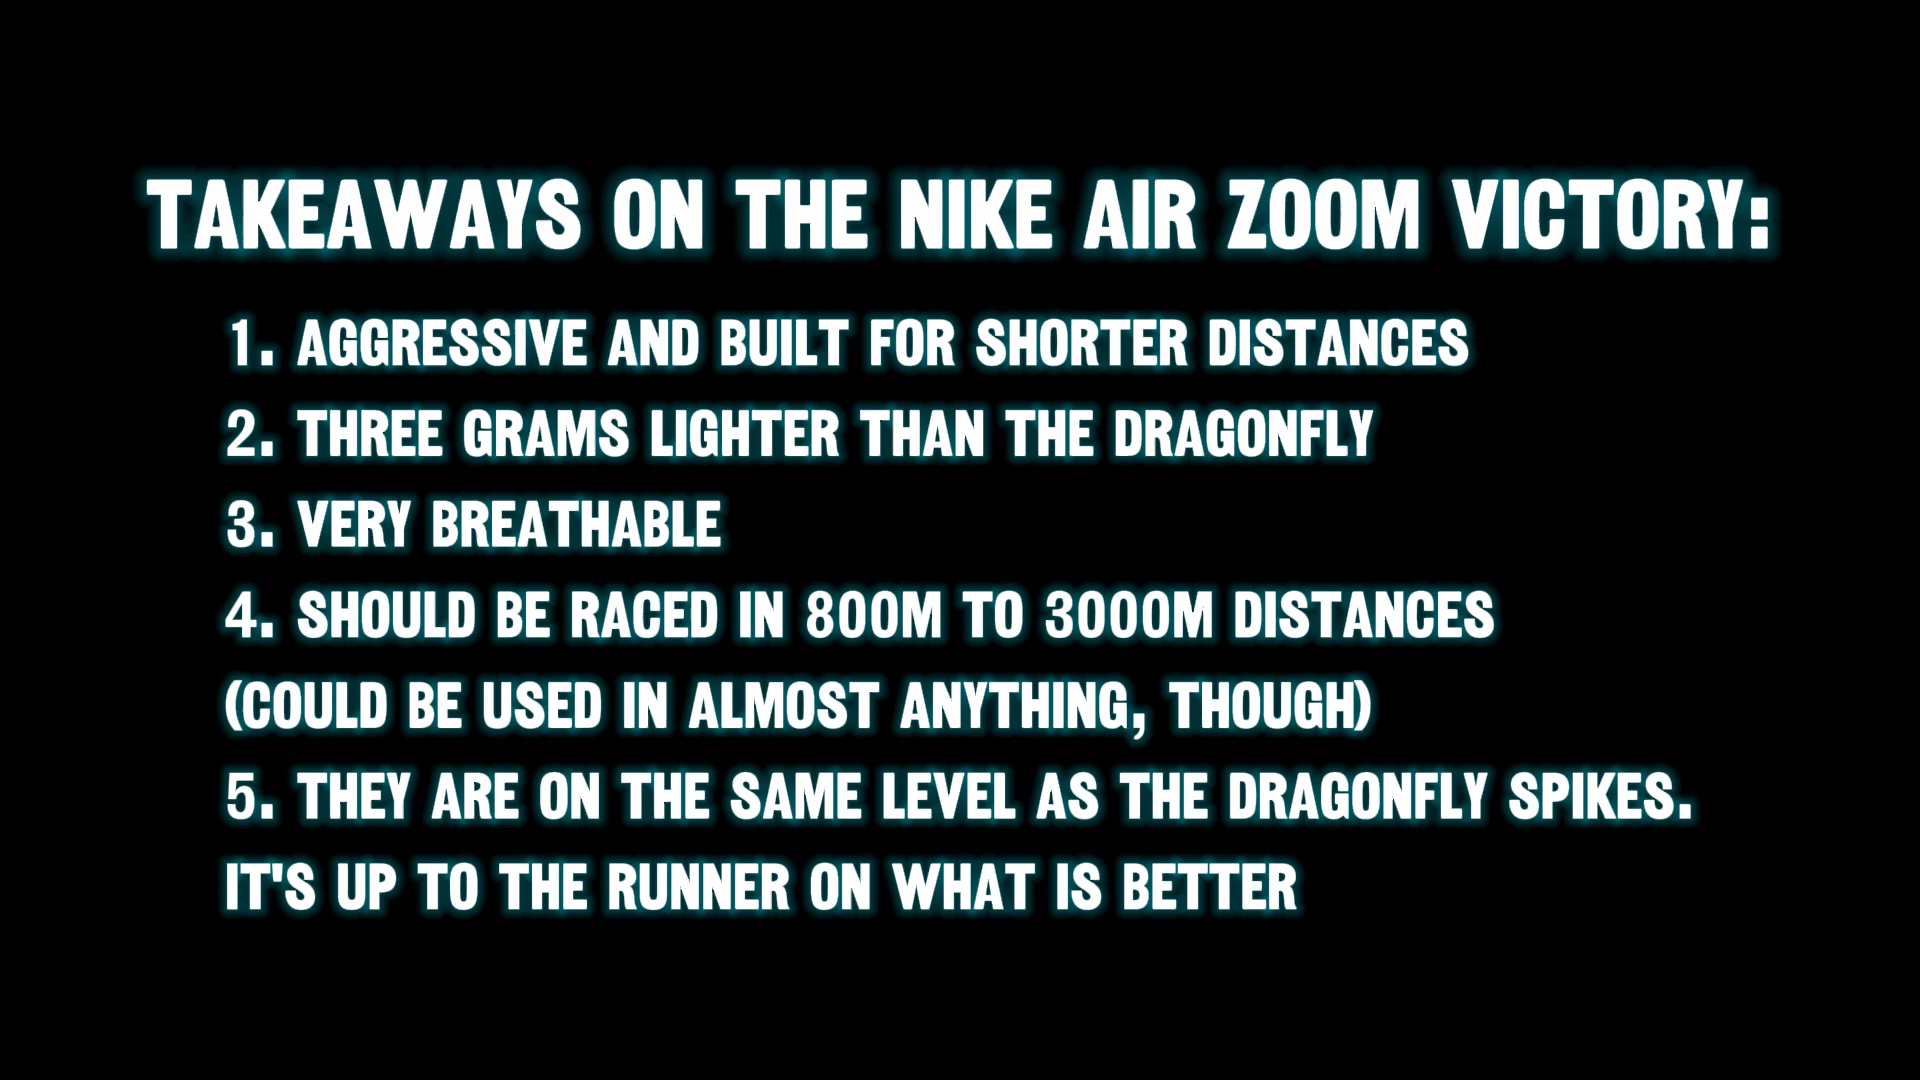 TAKEAWAYS ON THE NIKE AIR ZOOM VICTORY:
1. AGGRESSIVE AND BUILT FOR SHORTER DISTANCES
2. THREE GRAMS LIGHTER THAN THE DRAGONFLY
3. VERY BREATHABLE
4. SHOULD BE RACED IN 800M TO 3000M DISTANCES
(COULD BE USED IN ALMOST ANYTHING, THOUGH)
5. THEY ARE ON THE SAME LEVEL AS THE DRAGONFLY SPIKES.
IT'S UP TO THE RUNNER ON WHAT IS BETTER